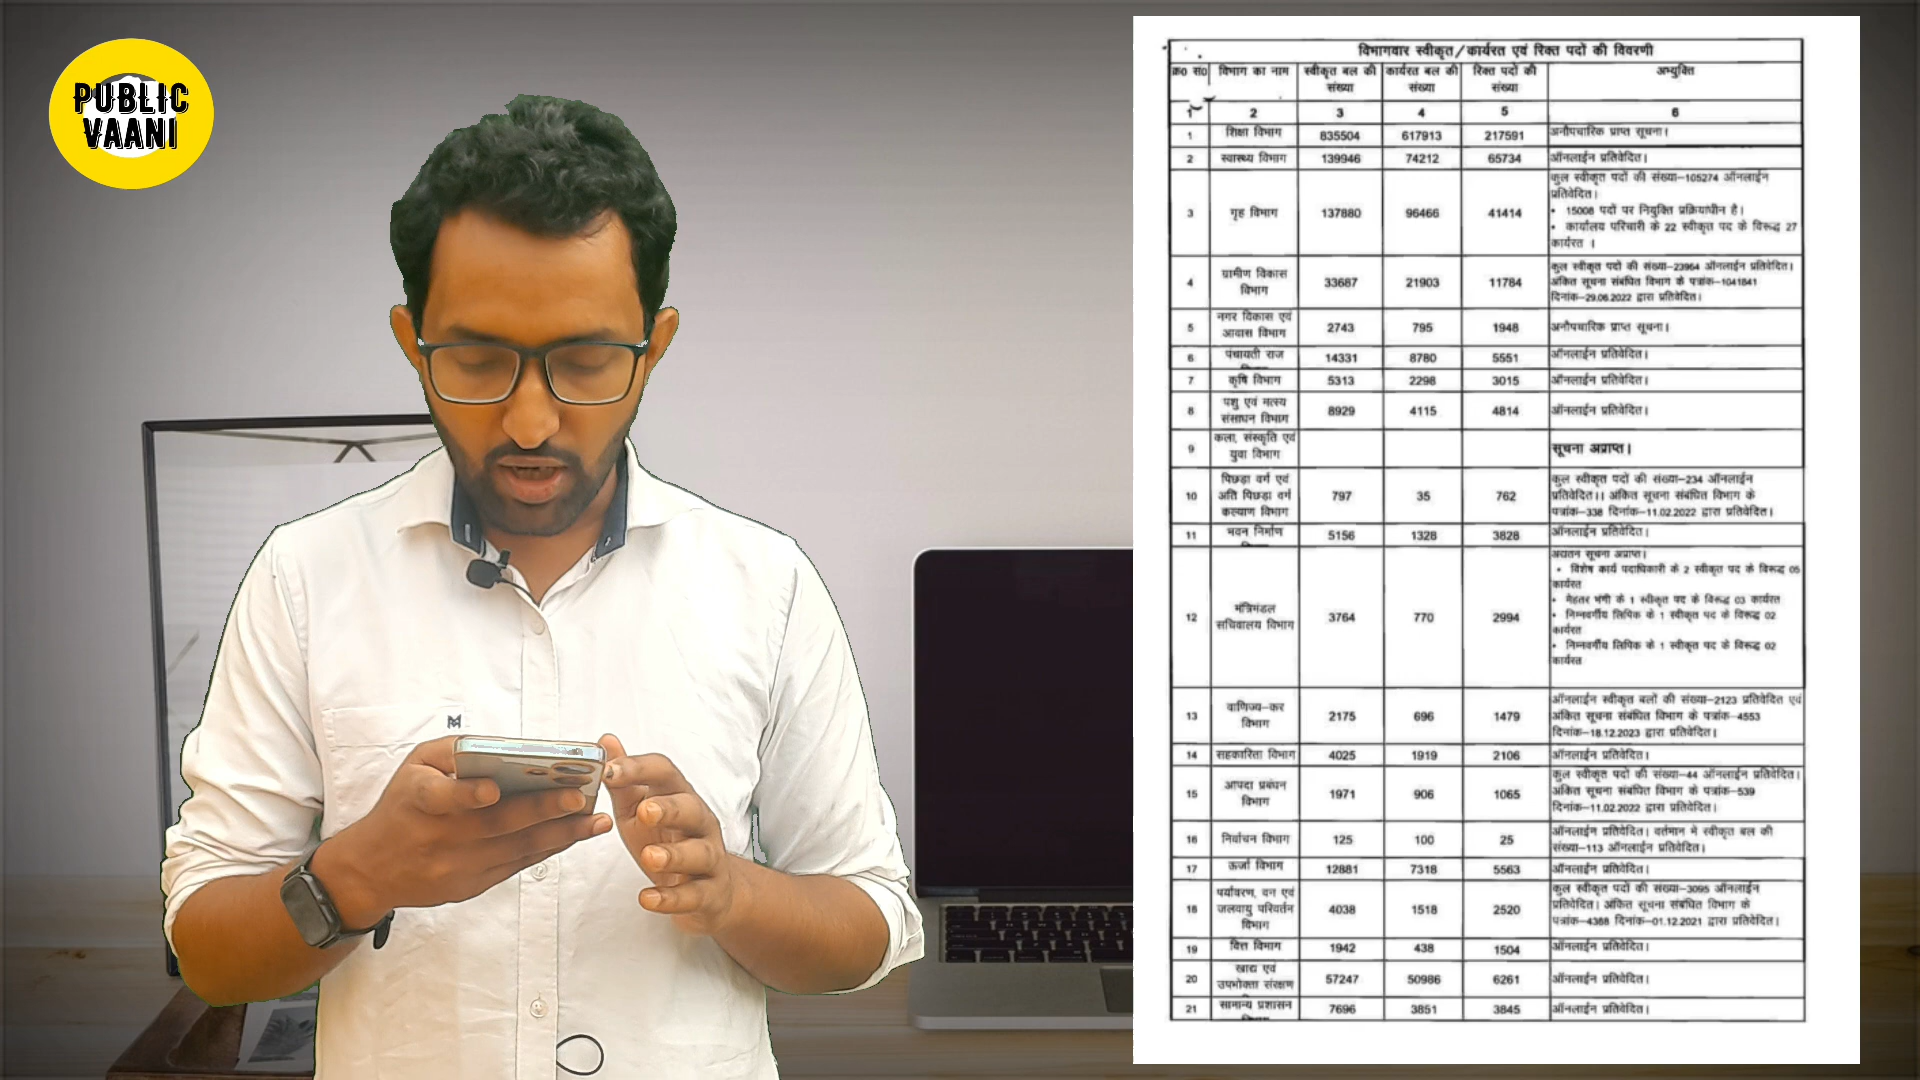 PUBLIC
VAANI
विभागवार स्वीकृत/कार्यरत एवं रिक्त पदों की विवरणी
क्र० सं० विभाग का नाम स्वीकृत बल की संख्या कार्यरत बल की संख्या रिक्त पदों की संख्या अभ्युक्ति
1 2 3 4 5 6
1 शिक्षा विभाग 835504 617913 217591 अनौपचारिक प्राप्त सूचना।
2 स्वास्थ्य विभाग 139946 74212 65734 ऑनलाईन प्रतिवेदित।
3 गृह विभाग 137880 96466 41414 कुल स्वीकृत पदों की संख्या–105274 ऑनलाईन
प्रतिवेदित।
• 15008 पदों पर नियुक्ति प्रक्रियाधीन है।
• कार्यालय परिचारी के 22 स्वीकृत पद के विरूद्ध 27
कार्यरत ।
4 ग्रामीण विकास विभाग 33687 21903 11784 कुल स्वीकृत पदों की संख्या–23964 ऑनलाईन प्रतिवेदित।
अंकित सूचना संबंधित विभाग के पत्रांक–1041841
दिनांक–29.06.2022 द्वारा प्रतिवेदित।
5 नगर विकास एवं आवास विभाग 2743 795 1948 अनौपचारिक प्राप्त सूचना।
6 पंचायती राज 14331 8780 5551 ऑनलाईन प्रतिवेदित।
7 कृषि विभाग 5313 2298 3015 ऑनलाईन प्रतिवेदित।
8 पशु एवं मत्स्य संसाधन विभाग 8929 4115 4814 ऑनलाईन प्रतिवेदित।
9 कला, संस्कृति एवं युवा विभाग सूचना अप्राप्त।
10 पिछड़ा वर्ग एवं अति पिछड़ा वर्ग कल्याण विभाग 797 35 762 कुल स्वीकृत पदों की संख्या–234 ऑनलाईन
प्रतिवेदित।। अंकित सूचना संबंधित विभाग के
पत्रांक–338 दिनांक–11.02.2022 द्वारा प्रतिवेदित।
11 भवन निर्माण 5156 1328 3828 ऑनलाईन प्रतिवेदित।
12 मंत्रिमंडल सचिवालय विभाग 3764 770 2994 अद्यतन सूचना अप्राप्त।
• विशेष कार्य पदाधिकारी के 2 स्वीकृत पद के विरूद्ध 05
कार्यरत
• मेहतर भंगी के 1 स्वीकृत पद के विरूद्ध 03 कार्यरत
• निम्नवर्गीय लिपिक के 1 स्वीकृत पद के विरूद्ध 02
कार्यरत
• निम्नवर्गीय लिपिक के 1 स्वीकृत पद के विरूद्ध 02
कार्यरत
13 वाणिज्य–कर विभाग 2175 696 1479 ऑनलाईन स्वीकृत बलों की संख्या–2123 प्रतिवेदित एवं
अंकित सूचना संबंधित विभाग के पत्रांक–4553
दिनांक–18.12.2023 द्वारा प्रतिवेदित।
14 सहकारिता विभाग 4025 1919 2106 ऑनलाईन प्रतिवेदित।
15 आपदा प्रबंधन विभाग 1971 906 1065 कुल स्वीकृत पदों की संख्या–44 ऑनलाईन प्रतिवेदित।
अंकित सूचना संबंधित विभाग के पत्रांक–539
दिनांक–11.02.2022 द्वारा प्रतिवेदित।
16 निर्वाचन विभाग 125 100 25 ऑनलाईन प्रतिवेदित। वर्तमान मे स्वीकृत बल की
संख्या–113 ऑनलाईन प्रतिवेदित।
17 ऊर्जा विभाग 12881 7318 5563 ऑनलाईन प्रतिवेदित।
18 पर्यावरण, वन एवं जलवायु परिवर्तन विभाग 4038 1518 2520 कुल स्वीकृत पदों की संख्या–3095 ऑनलाईन
प्रतिवेदित। अंकित सूचना संबंधित विभाग के
पत्रांक–4368 दिनांक–01.12.2021 द्वारा प्रतिवेदित।
19 वित्त विभाग 1942 438 1504 ऑनलाईन प्रतिवेदित।
20 खाद्य एवं उपभोक्ता संरक्षण 57247 50986 6261 ऑनलाईन प्रतिवेदित।
21 सामान्य प्रशासन 7696 3851 3845 ऑनलाईन प्रतिवेदित।